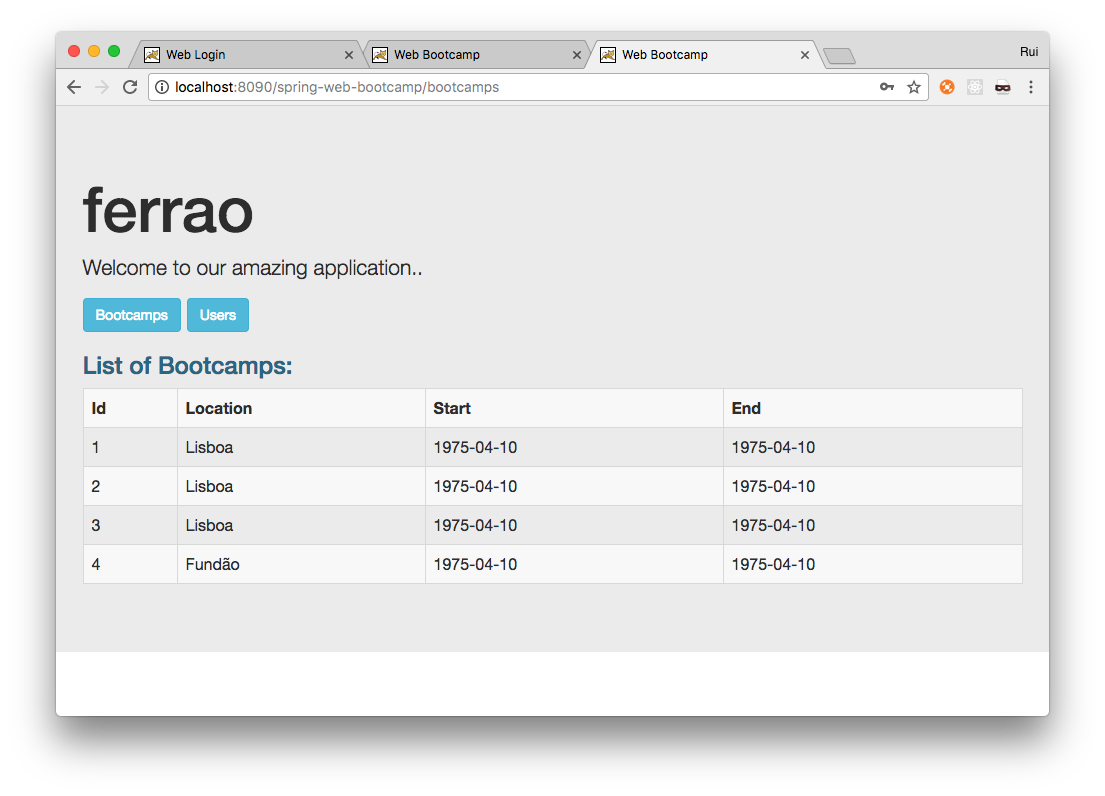 Web Login Web Bootcamp Web Bootcamp Rui
localhost:8090/spring-web-bootcamp/bootcamps
ferrao
Welcome to our amazing application..
Bootcamps Users
List of Bootcamps:
Id Location Start End
1 Lisboa 1975-04-10 1975-04-10
2 Lisboa 1975-04-10 1975-04-10
3 Lisboa 1975-04-10 1975-04-10
4 Fundão 1975-04-10 1975-04-10